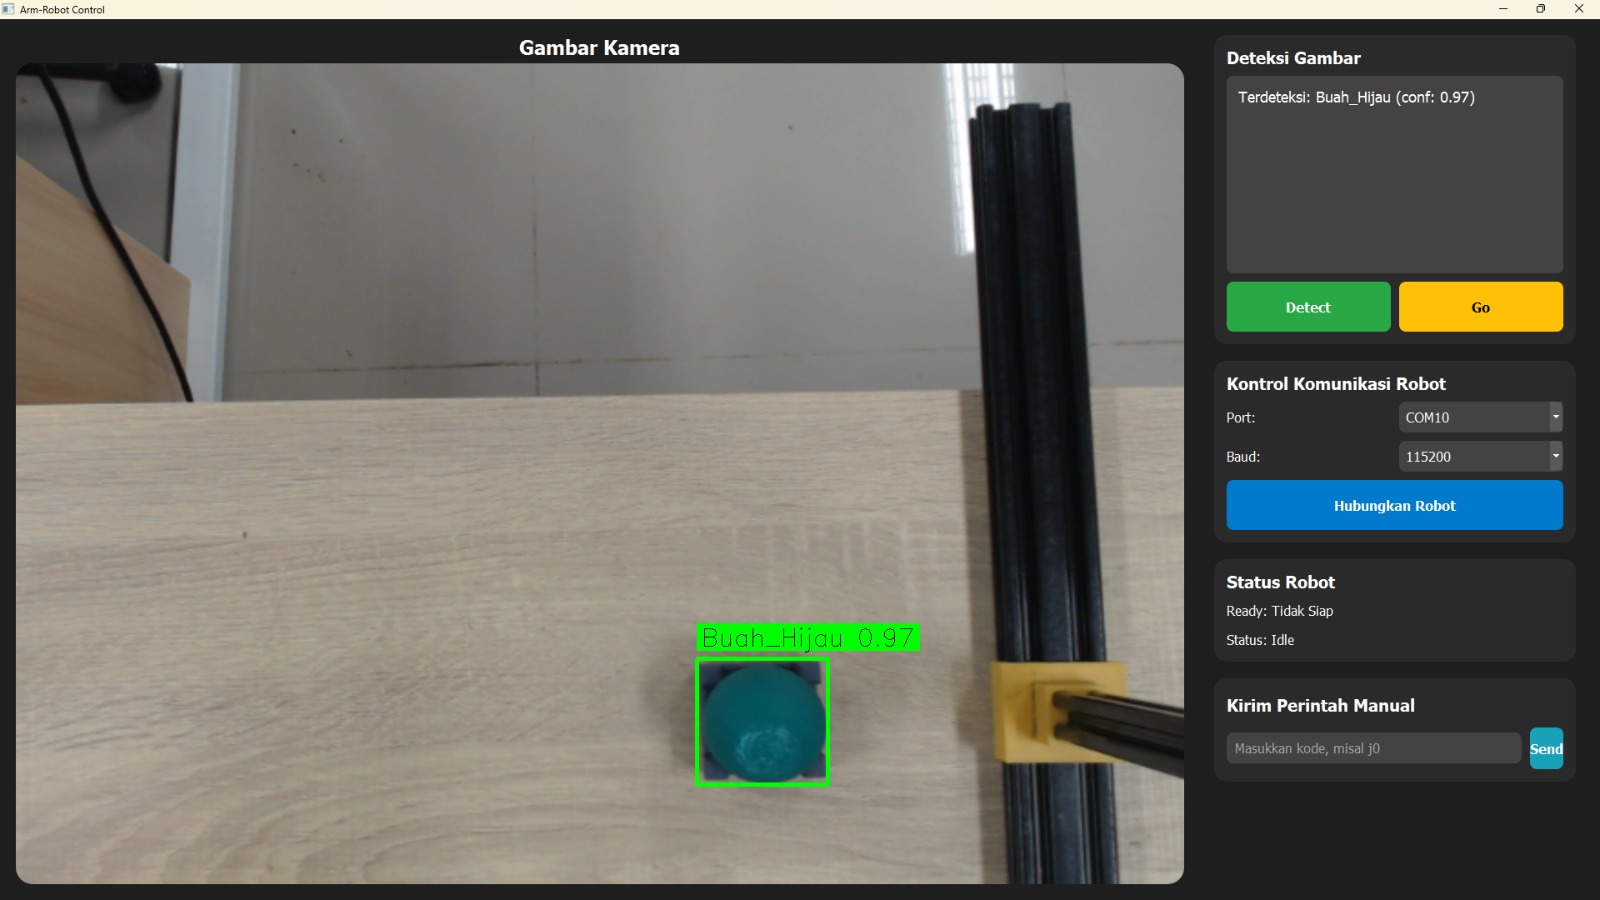 Arm-Robot Control
Gambar Kamera
Buah_Hijau 0.97
Deteksi Gambar
Terdeteksi: Buah_Hijau (conf: 0.97)
Detect
Go
Kontrol Komunikasi Robot
Port:
COM10
Baud:
115200
Hubungkan Robot
Status Robot
Ready: Tidak Siap
Status: Idle
Kirim Perintah Manual
Masukkan kode, misal j0
Send